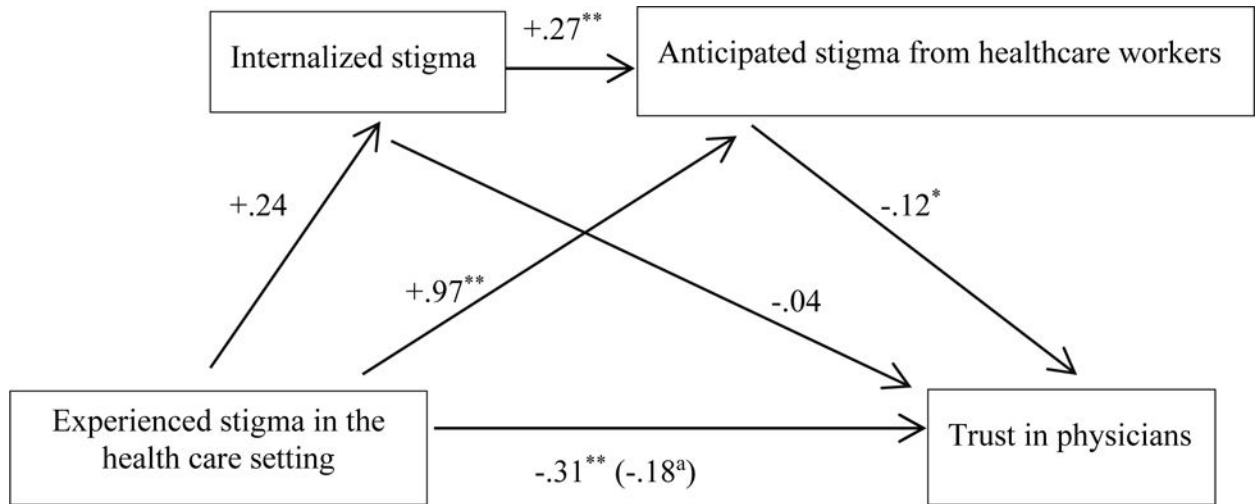 +.27**
Internalized stigma
Anticipated stigma from healthcare workers
+.24
-.12*
+.97**
-.04
Experienced stigma in the
health care setting
Trust in physicians
-.31** (-.18ᵃ)